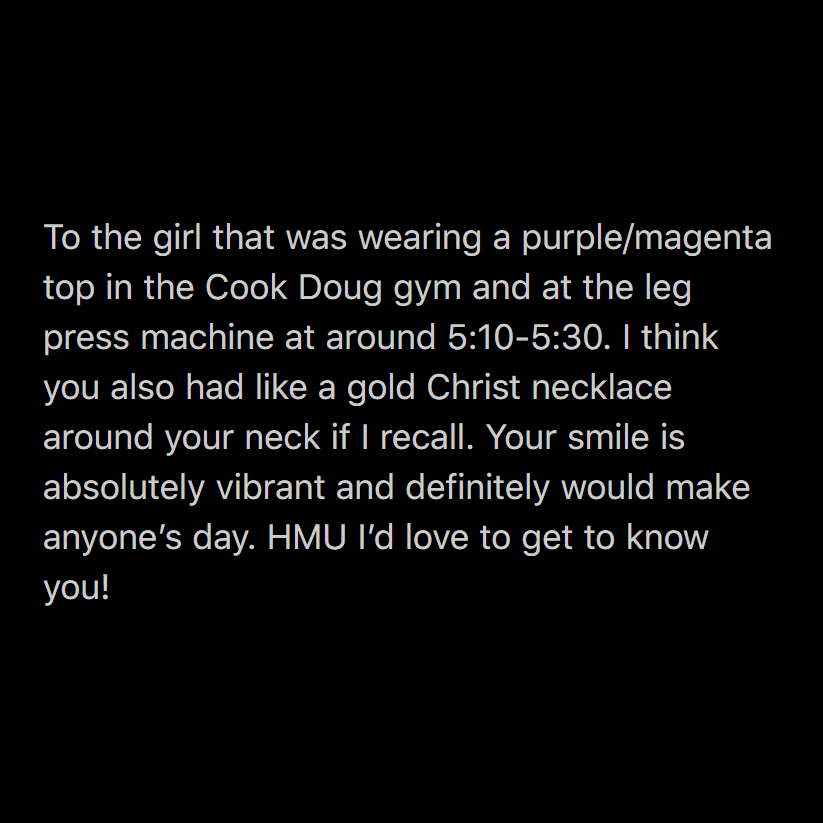 To the girl that was wearing a purple/magenta
top in the Cook Doug gym and at the leg
press machine at around 5:10-5:30. I think
you also had like a gold Christ necklace
around your neck if I recall. Your smile is
absolutely vibrant and definitely would make
anyone’s day. HMU I’d love to get to know
you!